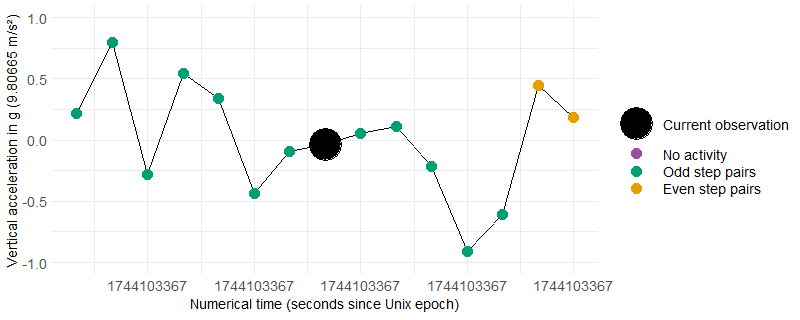 Vertical acceleration in g (9.80665 m/s²)
1.0
0.5
0.0
-0.5
-1.0
1744103367 1744103367 1744103367 1744103367 1744103367
Numerical time (seconds since Unix epoch)
Current observation
No activity
Odd step pairs
Even step pairs